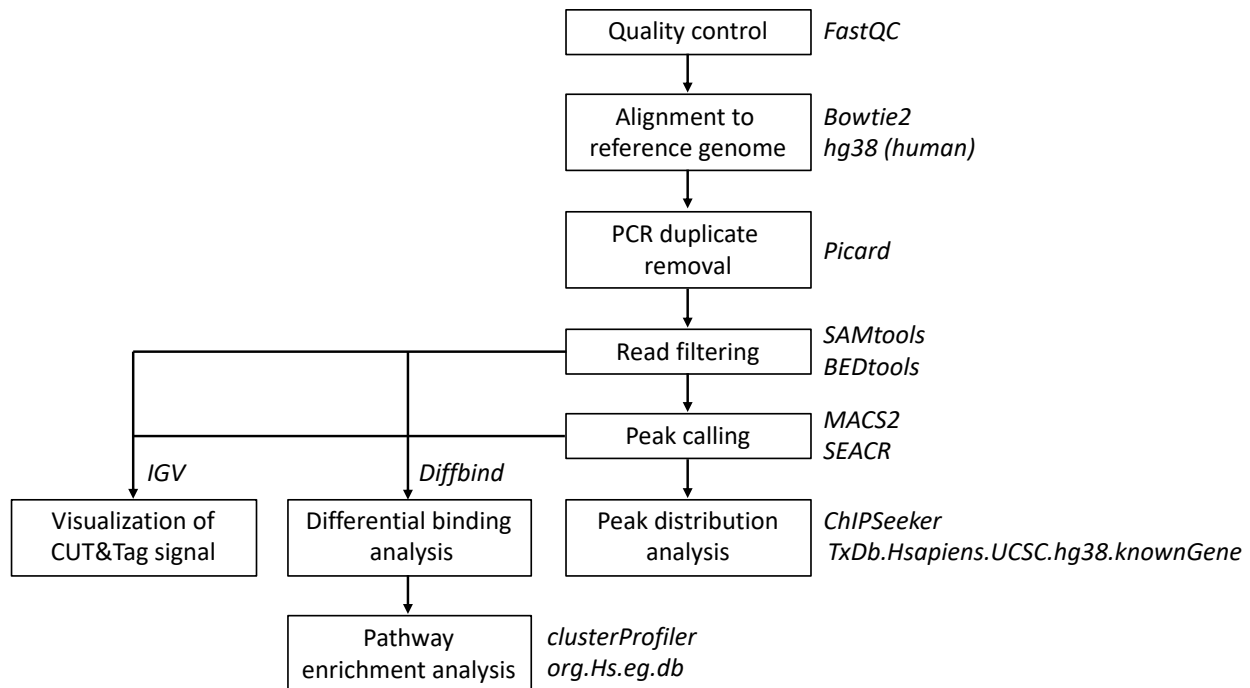 Quality control
FastQC
Alignment to
reference genome
Bowtie2
hg38 (human)
PCR duplicate
removal
Picard
Read filtering
SAMtools
BEDtools
Peak calling
MACS2
SEACR
IGV
Diffbind
Visualization of
CUT&Tag signal
Differential binding
analysis
Peak distribution
analysis
ChIPSeeker
TxDb.Hsapiens.UCSC.hg38.knownGene
Pathway
enrichment analysis
clusterProfiler
org.Hs.eg.db